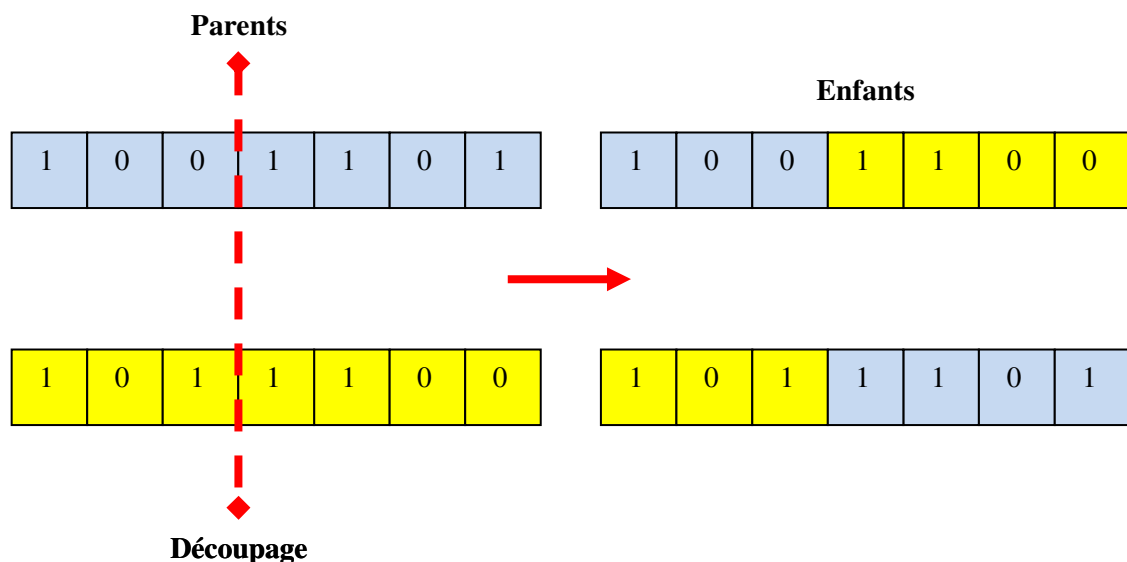 Parents
Enfants
1 0 0 1 1 0 1
1 0 0 1 1 0 0
1 0 1 1 1 0 0
1 0 1 1 1 0 1
Découpage